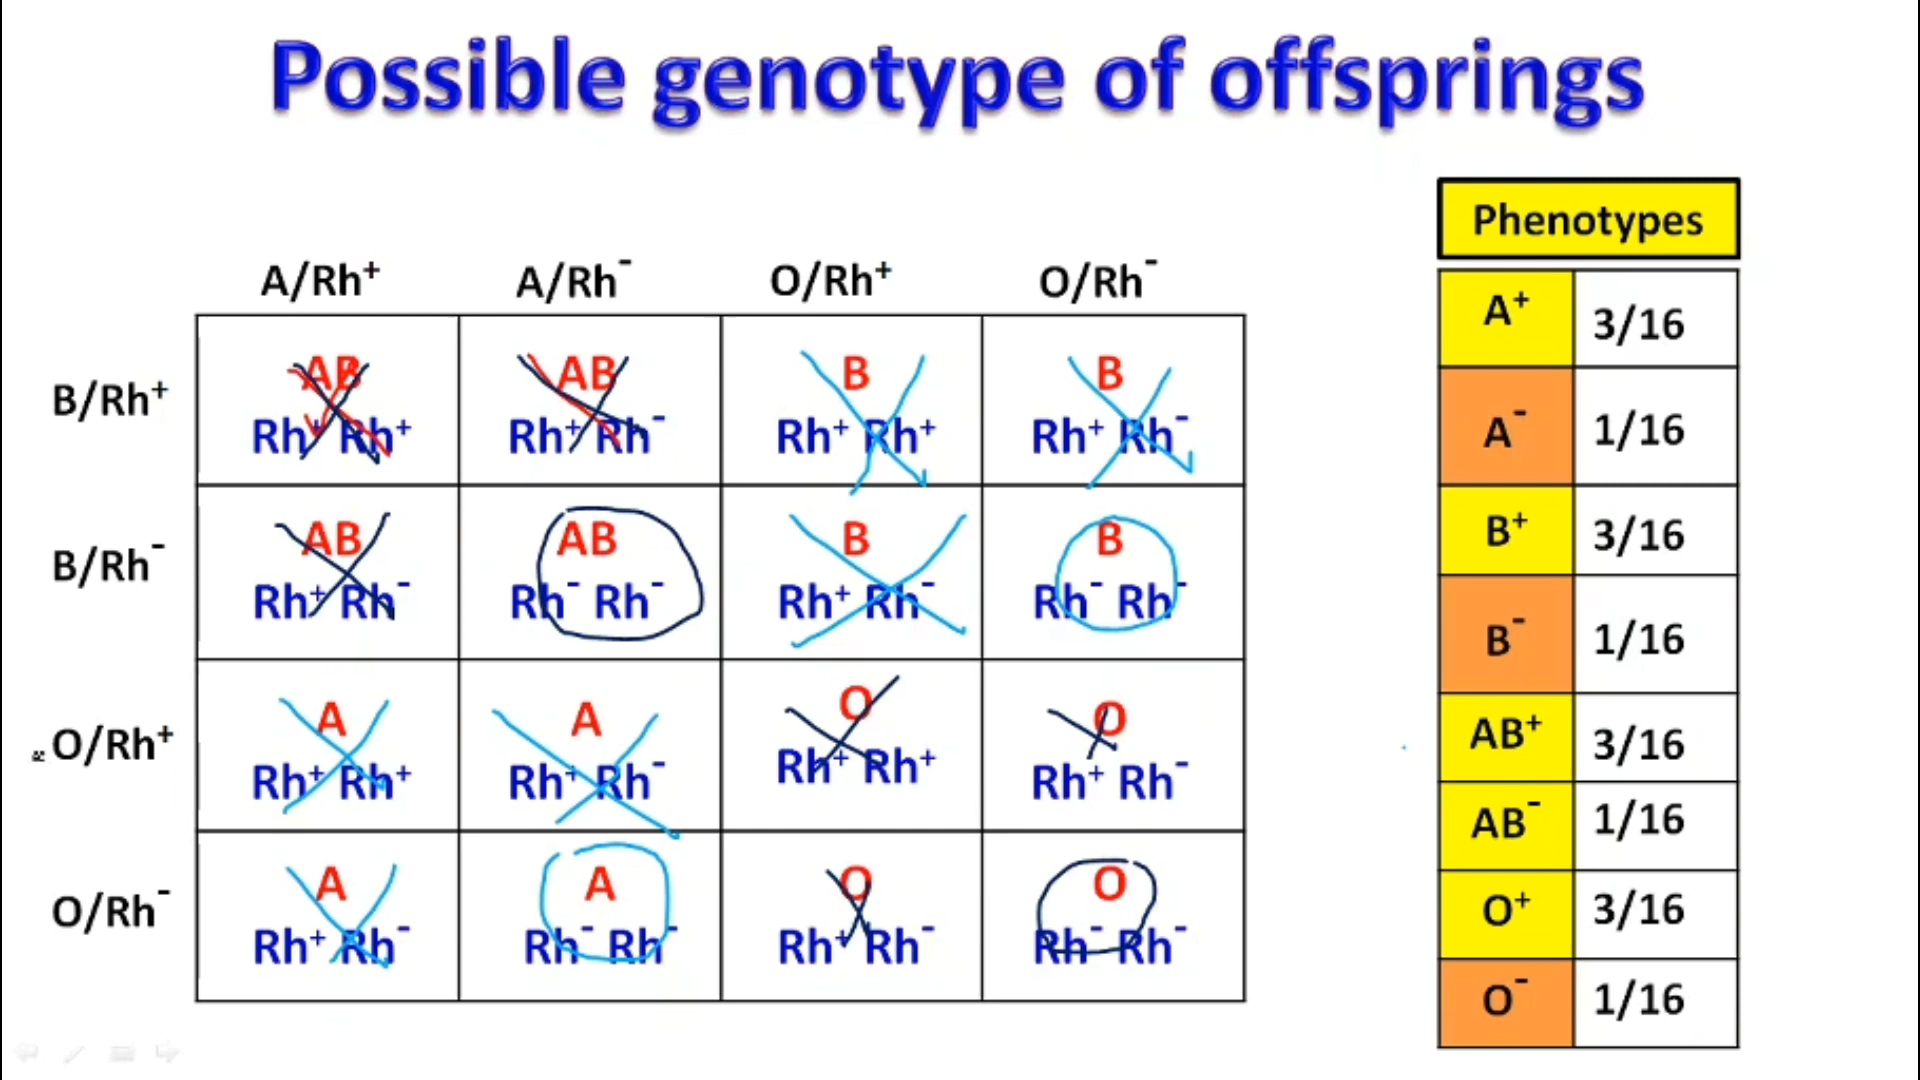 Possible genotype of offsprings
A/Rh⁺ A/Rh⁻ O/Rh⁺ O/Rh⁻
B/Rh⁺
AB AB B B
Rh⁺ Rh⁺ Rh⁺ Rh⁻ Rh⁺ Rh⁺ Rh⁺ Rh⁻
B/Rh⁻
AB AB B B
Rh⁺ Rh⁻ Rh⁻ Rh⁻ Rh⁺ Rh⁻ Rh⁻ Rh⁻
O/Rh⁺
A A O O
Rh⁺ Rh⁺ Rh⁺ Rh⁻ Rh⁺ Rh⁺ Rh⁺ Rh⁻
O/Rh⁻
A A O O
Rh⁺ Rh⁻ Rh⁻ Rh⁻ Rh⁺ Rh⁻ Rh⁻ Rh⁻
Phenotypes
A⁺ 3/16
A⁻ 1/16
B⁺ 3/16
B⁻ 1/16
AB⁺ 3/16
AB⁻ 1/16
O⁺ 3/16
O⁻ 1/16